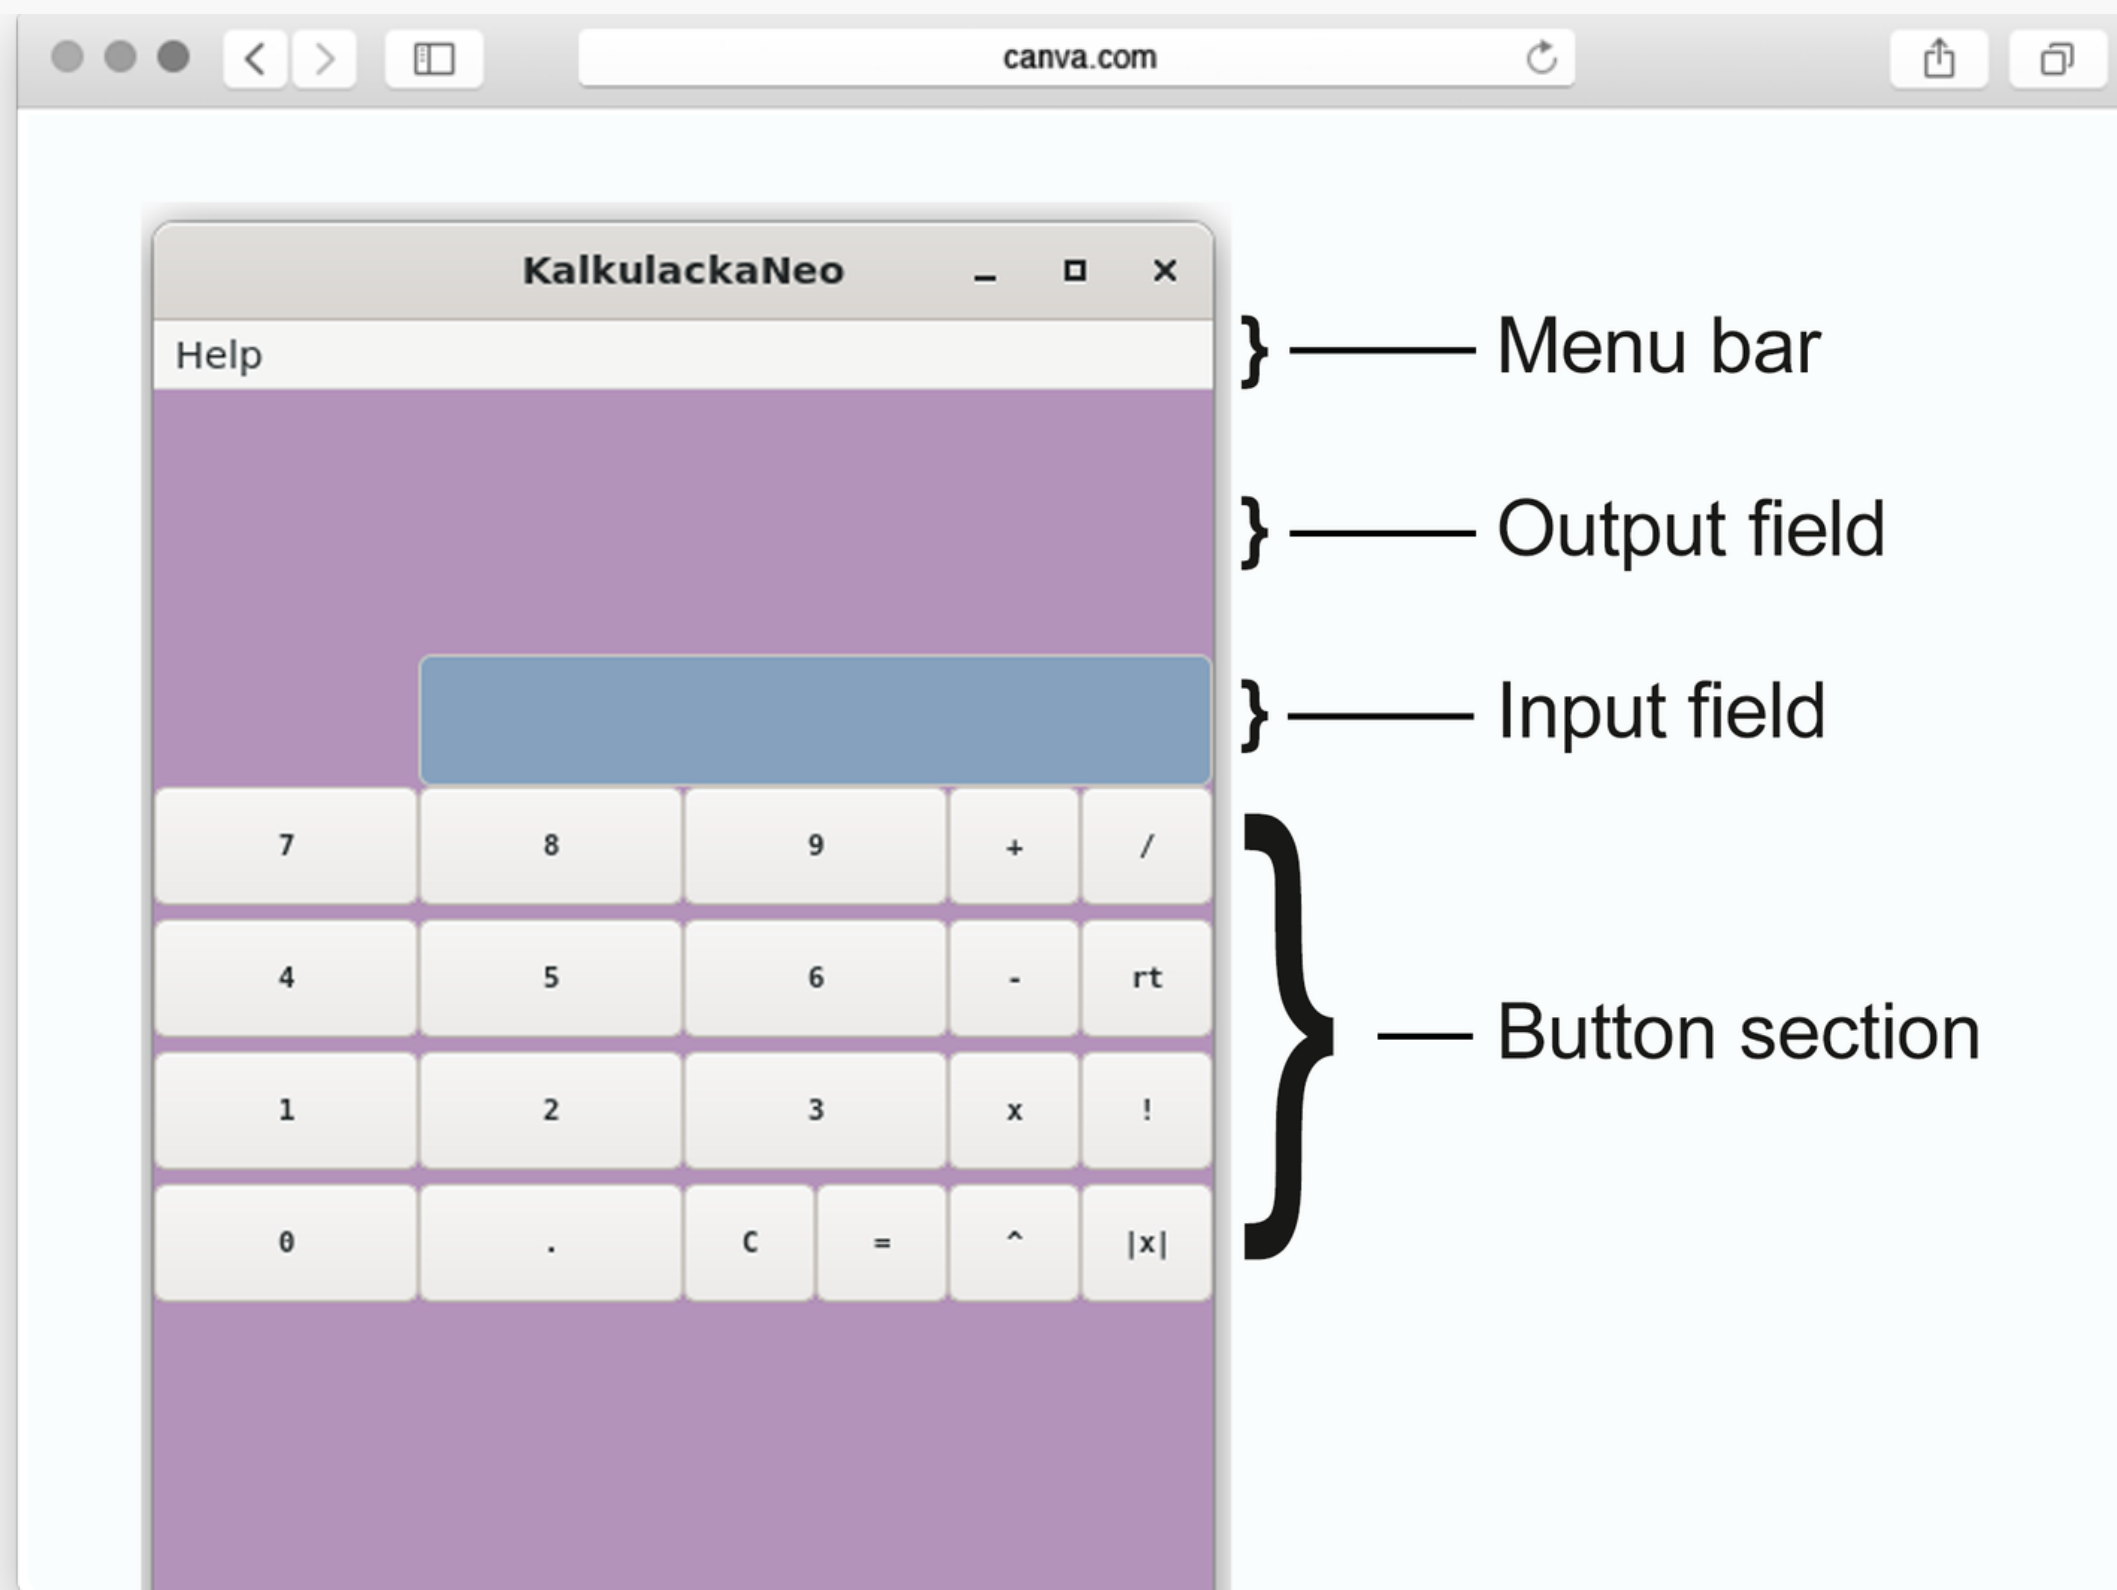 canva.com
KalkulackaNeo
Help
Menu bar
Output field
Input field
7 8 9 + /
4 5 6 - rt
1 2 3 x !
0 . C = ^ |x|
Button section